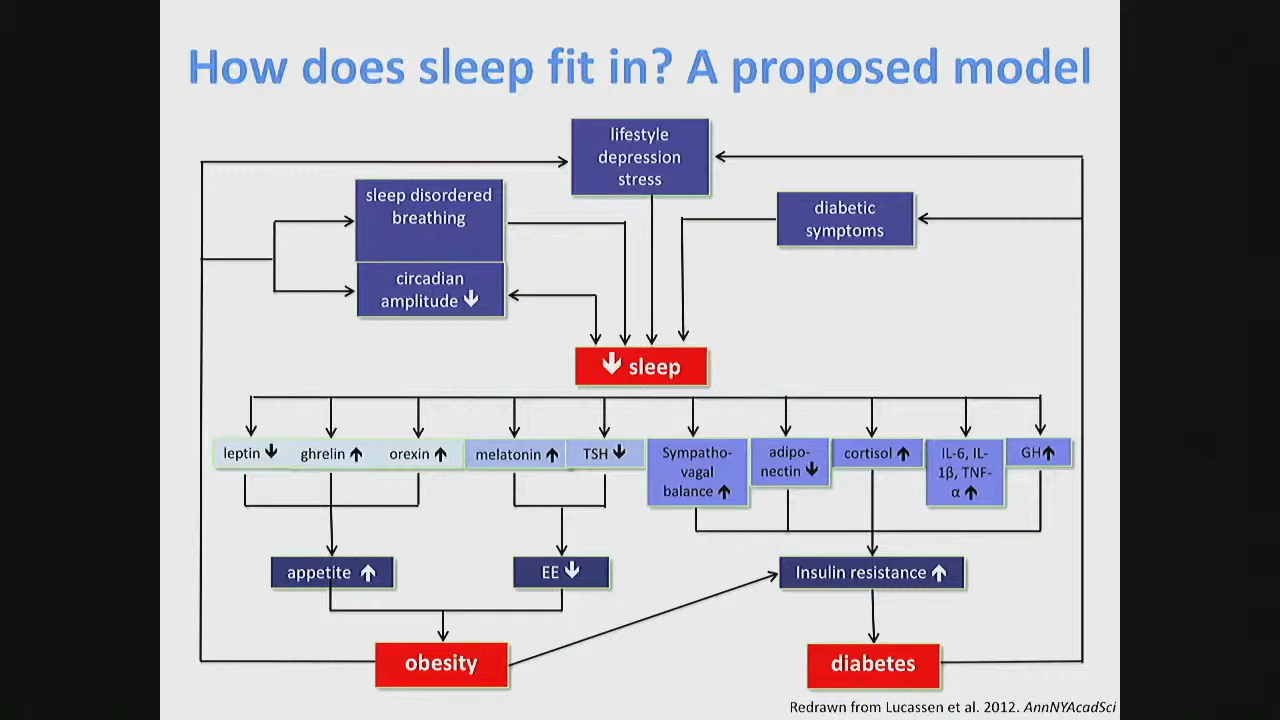 How does sleep fit in? A proposed model
lifestyle
depression
stress
sleep disordered
breathing
diabetic
symptoms
circadian
amplitude ↓
↓ sleep
leptin ↓
ghrelin ↑
orexin ↑
melatonin ↑
TSH ↓
Sympatho-
vagal
balance ↑
adipo-
nectin ↓
cortisol ↑
IL-6, IL-
1β, TNF-
α ↑
GH↑
appetite ↑
EE ↓
Insulin resistance ↑
obesity
diabetes
Redrawn from Lucassen et al. 2012. AnnNYAcadSci